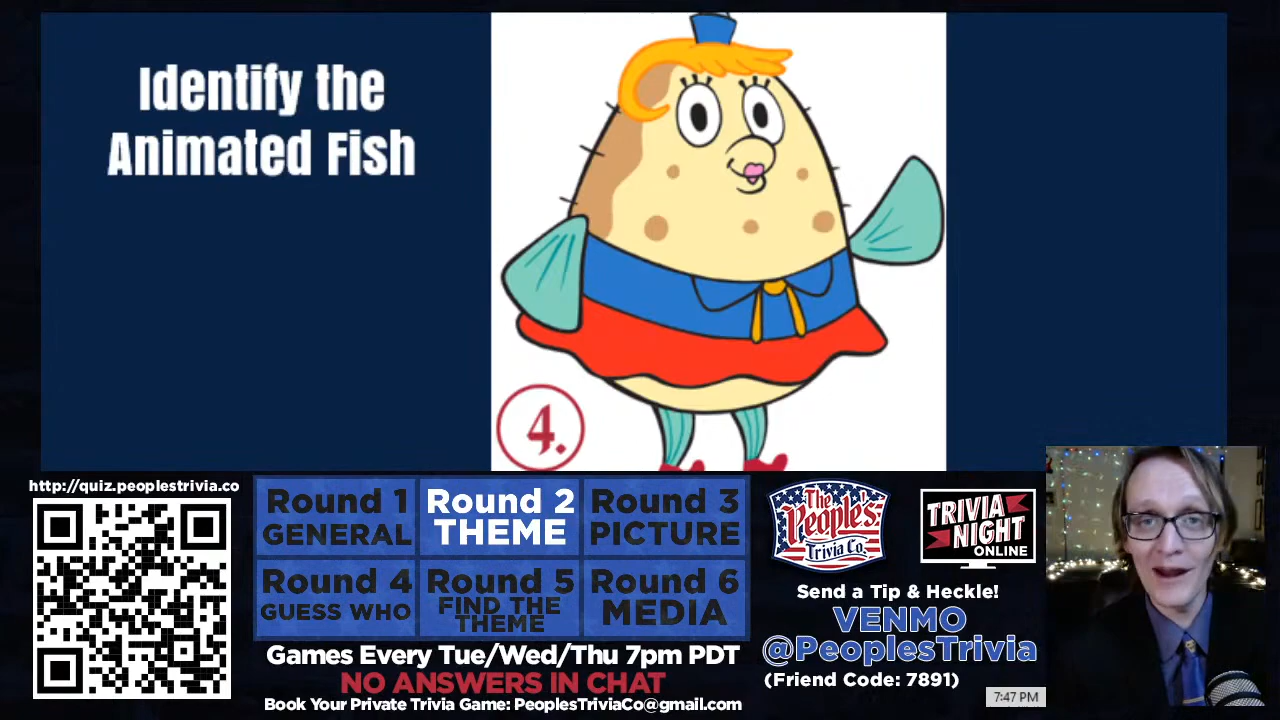 Identify the
Animated Fish
4.
http://quiz.peoplestrivia.co
Round 1
GENERAL
Round 2
THEME
Round 3
PICTURE
Round 4
GUESS WHO
Round 5
FIND THE
THEME
Round 6
MEDIA
Games Every Tue/Wed/Thu 7pm PDT
NO ANSWERS IN CHAT
Book Your Private Trivia Game: PeoplesTriviaCo@gmail.com
The
People's
Trivia Co.
TRIVIA
NIGHT
ONLINE
Send a Tip & Heckle!
VENMO
@PeoplesTrivia
(Friend Code: 7891)
7:47 PM